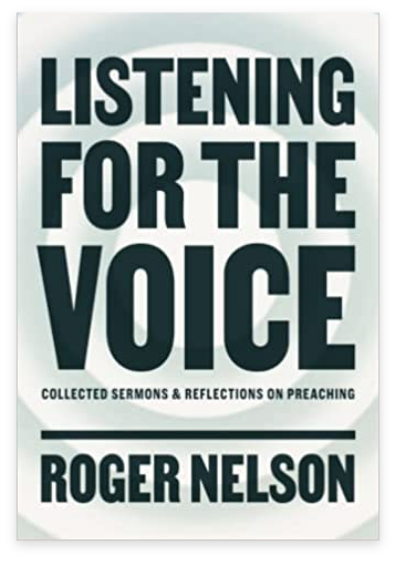 LISTENING
FOR THE
VOICE
COLLECTED SERMONS & REFLECTIONS ON PREACHING
ROGER NELSON